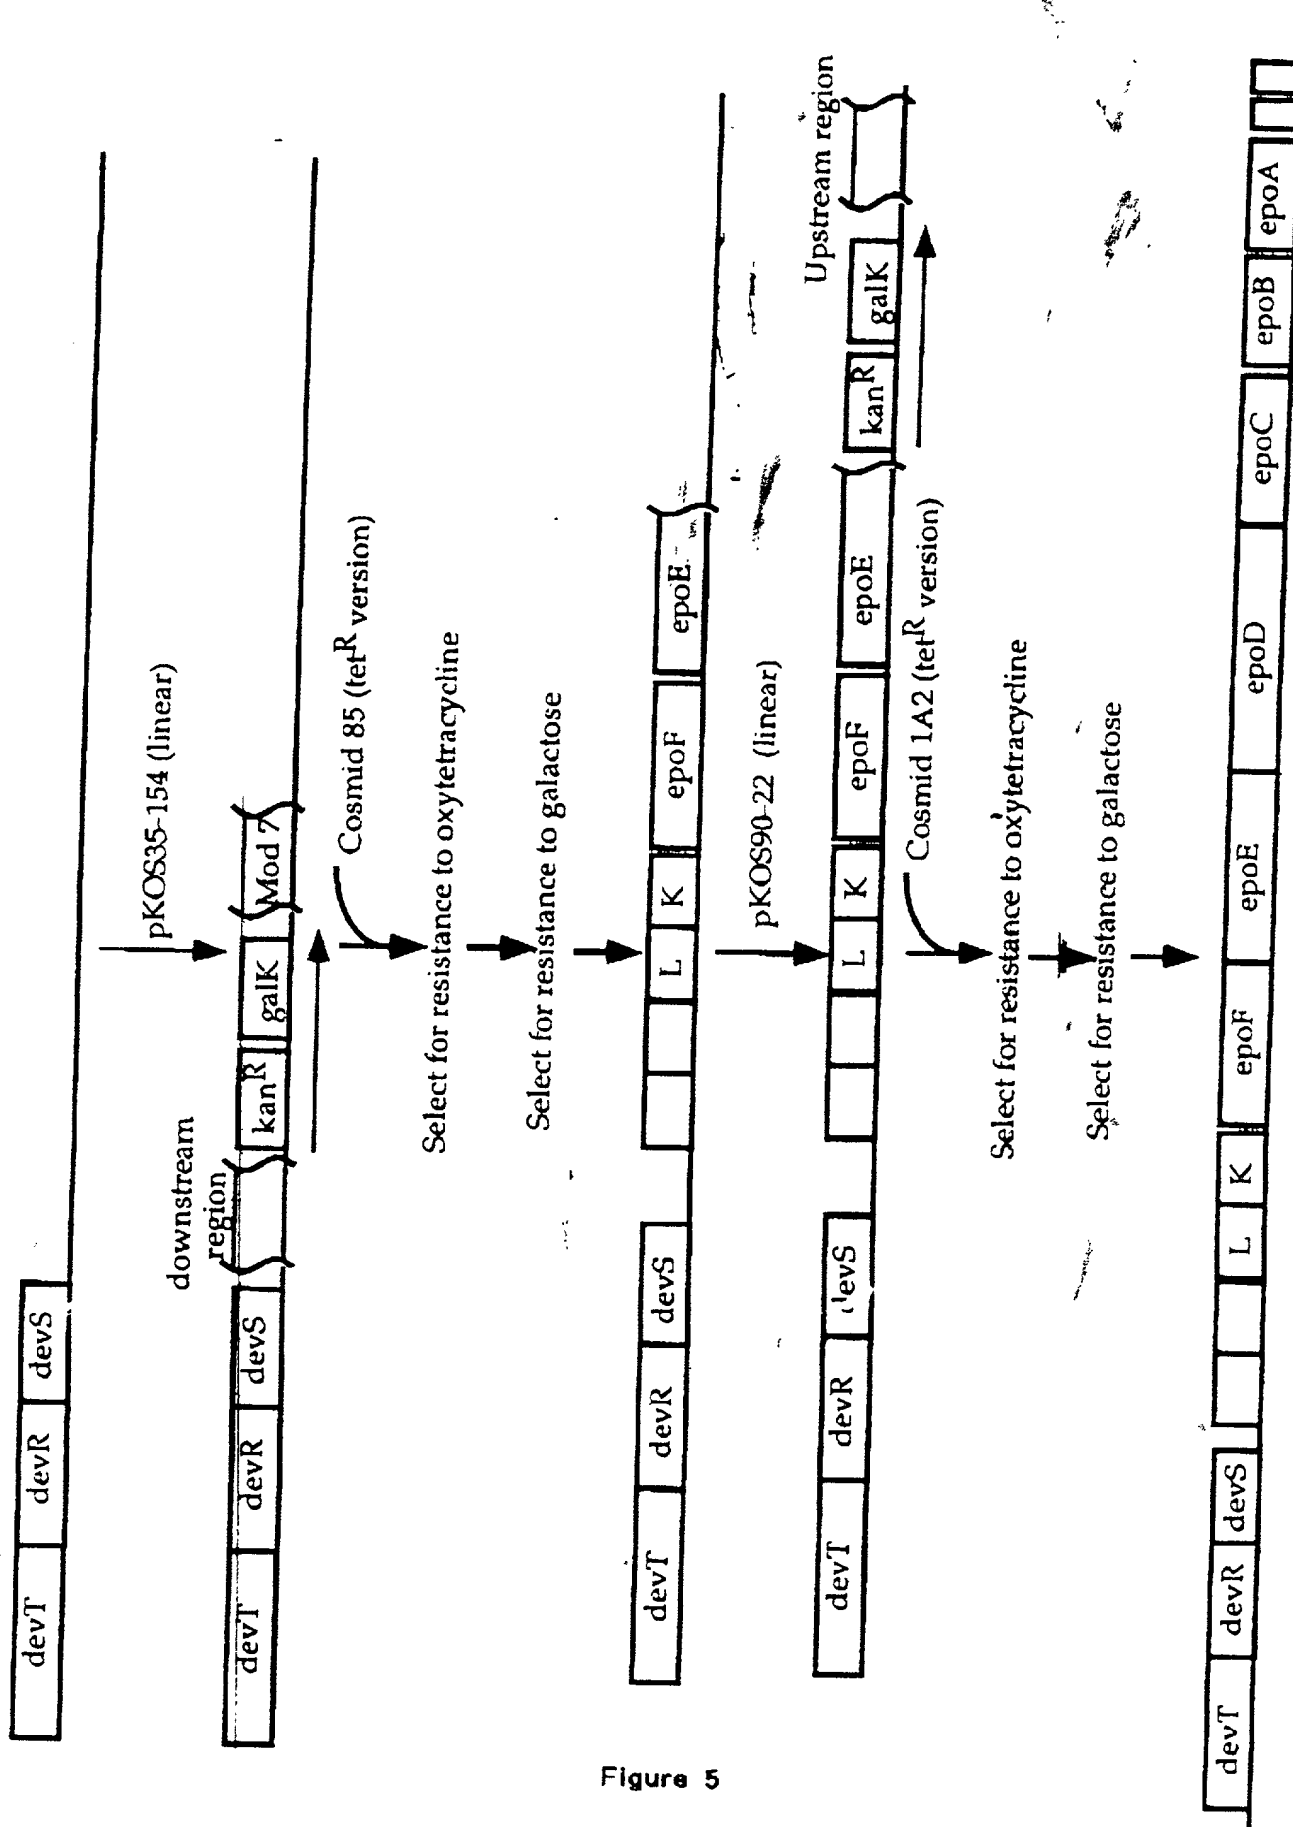 devT devR devS
pKOS35-154 (linear)
downstream
region
devT devR devS kanR galK Mod 7
Cosmid 85 (tetR version)
Select for resistance to oxytetracycline
Select for resistance to galactose
devT devR devS L K epoF epoE
pKOS90-22 (linear)
Upstream region
devT devR devS L K epoF epoE kanR galK
Cosmid 1A2 (tetR version)
Select for resistance to oxytetracycline
Select for resistance to galactose
devT devR devS L K epoF epoE epoD epoC epoB epoA
Figure 5